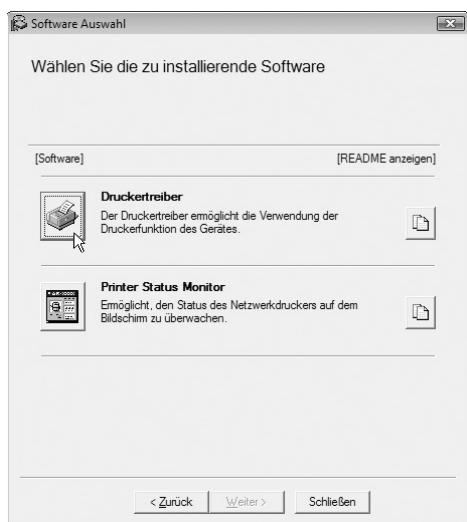 Software Auswahl
Wählen Sie die zu installierende Software
[Software] [README anzeigen]
Druckertreiber
Der Druckertreiber ermöglicht die Verwendung der
Druckerfunktion des Gerätes.
Printer Status Monitor
Ermöglicht, den Status des Netzwerkdruckers auf dem
Bildschirm zu überwachen.
< Zurück Weiter > Schließen